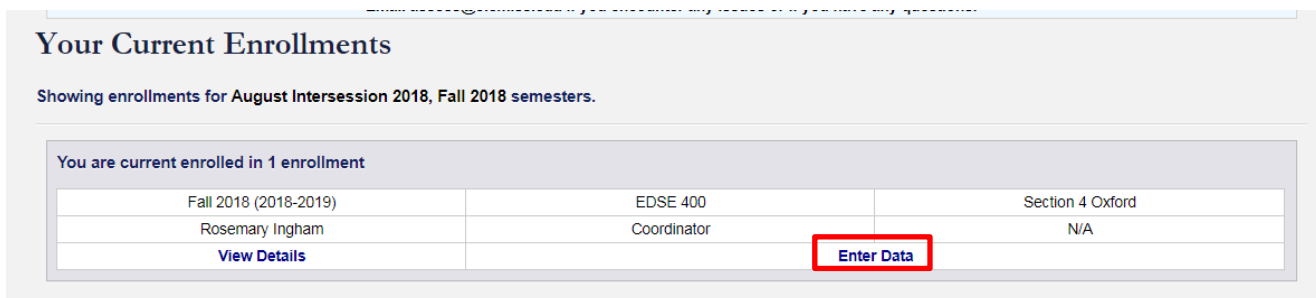 Your Current Enrollments
Showing enrollments for August Intersession 2018, Fall 2018 semesters.
You are current enrolled in 1 enrollment
Fall 2018 (2018-2019) EDSE 400 Section 4 Oxford
Rosemary Ingham Coordinator N/A
View Details Enter Data